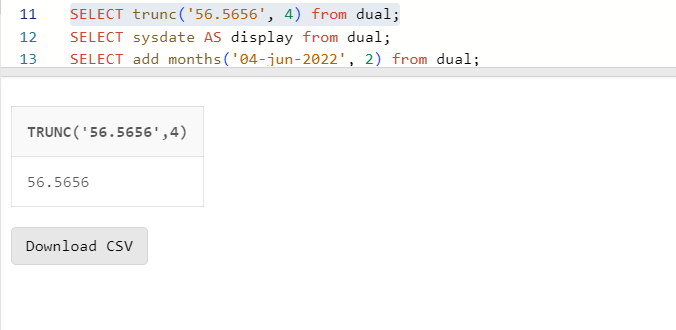 11 SELECT trunc('56.5656', 4) from dual;
12 SELECT sysdate AS display from dual;
13 SELECT add months('04-jun-2022', 2) from dual;
TRUNC('56.5656',4)
56.5656
Download CSV